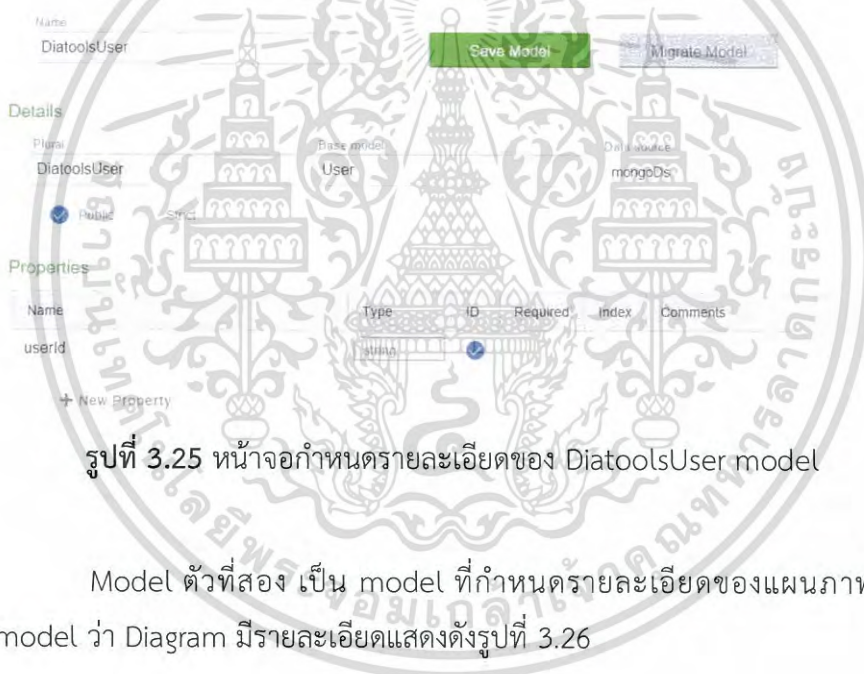 Name
DiatoolsUser
Save Model Migrate Model
Details
Plural Base model Data source
DiatoolsUser User mongoDs
Public Strict
Properties
Name Type ID Required Index Comments
userId string
+ New Property
รูปที่ 3.25 หน้าจอกำหนดรายละเอียดของ DiatoolsUser model
Model ตัวที่สอง เป็น model ที่กำหนดรายละเอียดของแผนภาพ
model ว่า Diagram มีรายละเอียดแสดงดังรูปที่ 3.26